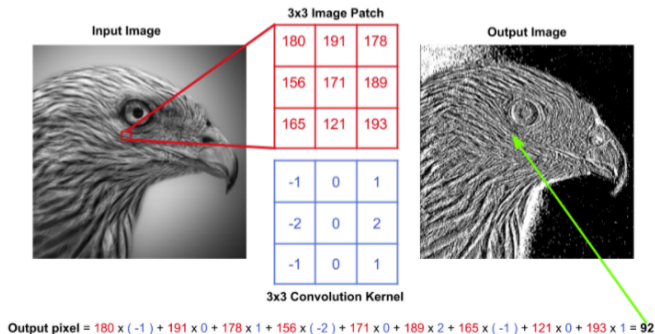 3x3 Image Patch
Input Image
Output Image
180 191 178
156 171 189
165 121 193
-1 0 1
-2 0 2
-1 0 1
3x3 Convolution Kernel
Output pixel = 180 x ( -1 ) + 191 x 0 + 178 x 1 + 156 x ( -2 ) + 171 x 0 + 189 x 2 + 165 x ( -1 ) + 121 x 0 + 193 x 1 = 92